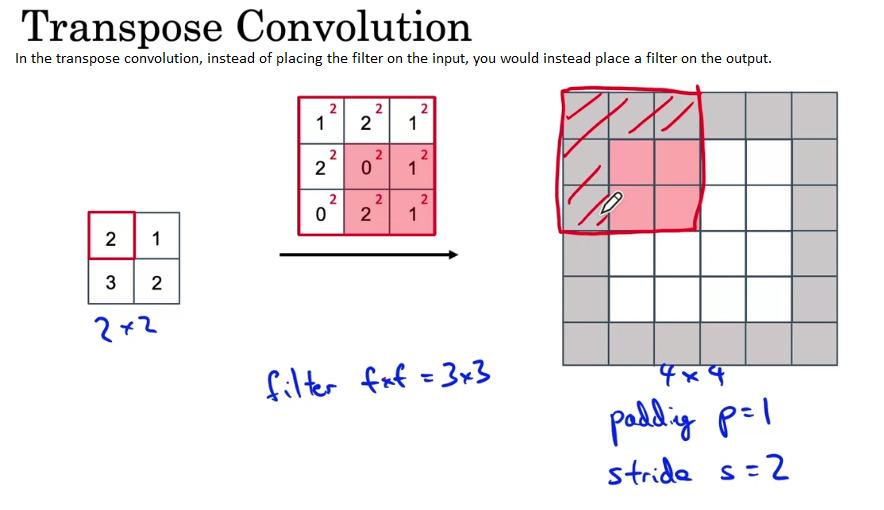 Transpose Convolution
In the transpose convolution, instead of placing the filter on the input, you would instead place a filter on the output.
1 2 2 2 1 2
2 2 0 2 1 2
0 2 2 2 1 2
2 1
3 2
2×2
filter f×f = 3×3
4×4
padding p=1
stride s=2